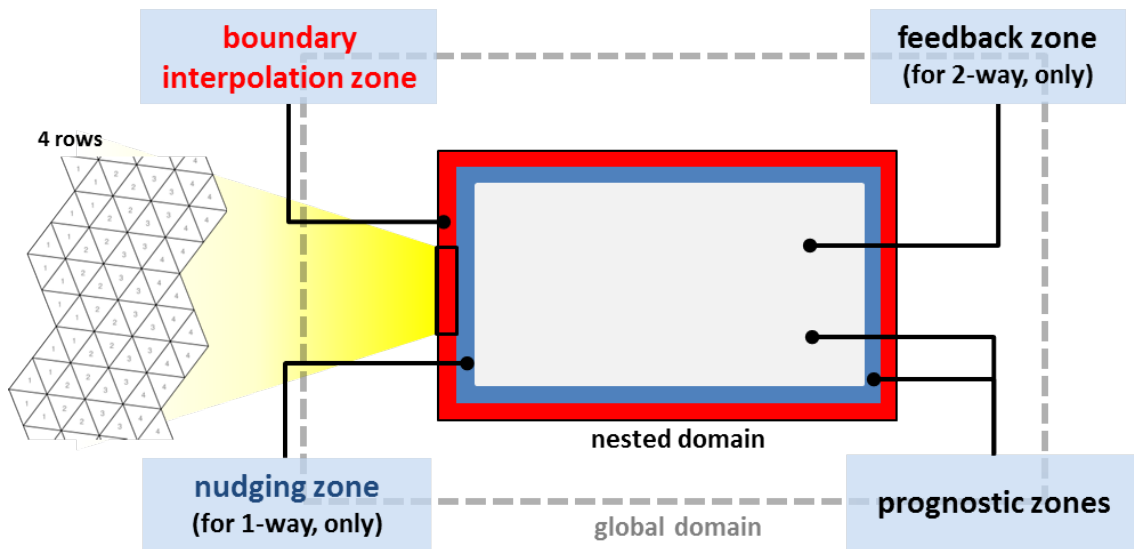 boundary
interpolation zone
feedback zone
(for 2-way, only)
4 rows
nested domain
nudging zone
(for 1-way, only)
prognostic zones
global domain